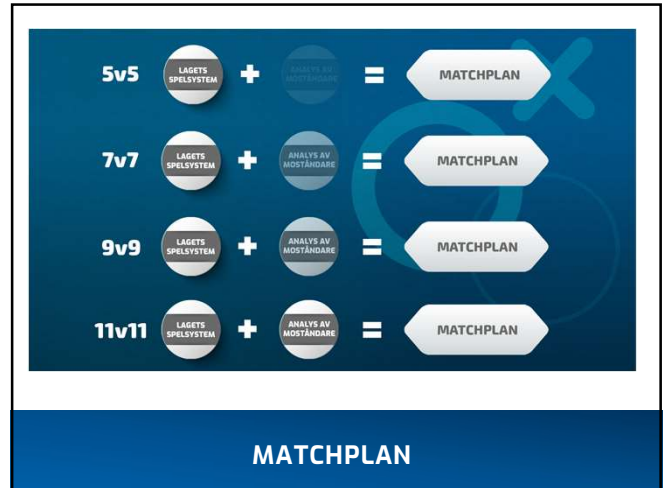 5v5 LAGETS SPELSYSTEM + ANALYS AV MOSTÅNDARE = MATCHPLAN
7v7 LAGETS SPELSYSTEM + ANALYS AV MOSTÅNDARE = MATCHPLAN
9v9 LAGETS SPELSYSTEM + ANALYS AV MOSTÅNDARE = MATCHPLAN
11v11 LAGETS SPELSYSTEM + ANALYS AV MOSTÅNDARE = MATCHPLAN
MATCHPLAN